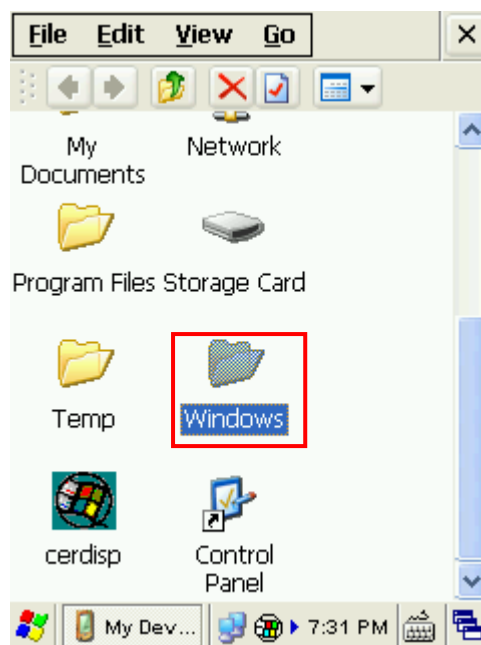 File Edit View Go
My Documents
Network
Program Files
Storage Card
Temp
Windows
cerdisp
Control Panel
My Dev...
7:31 PM